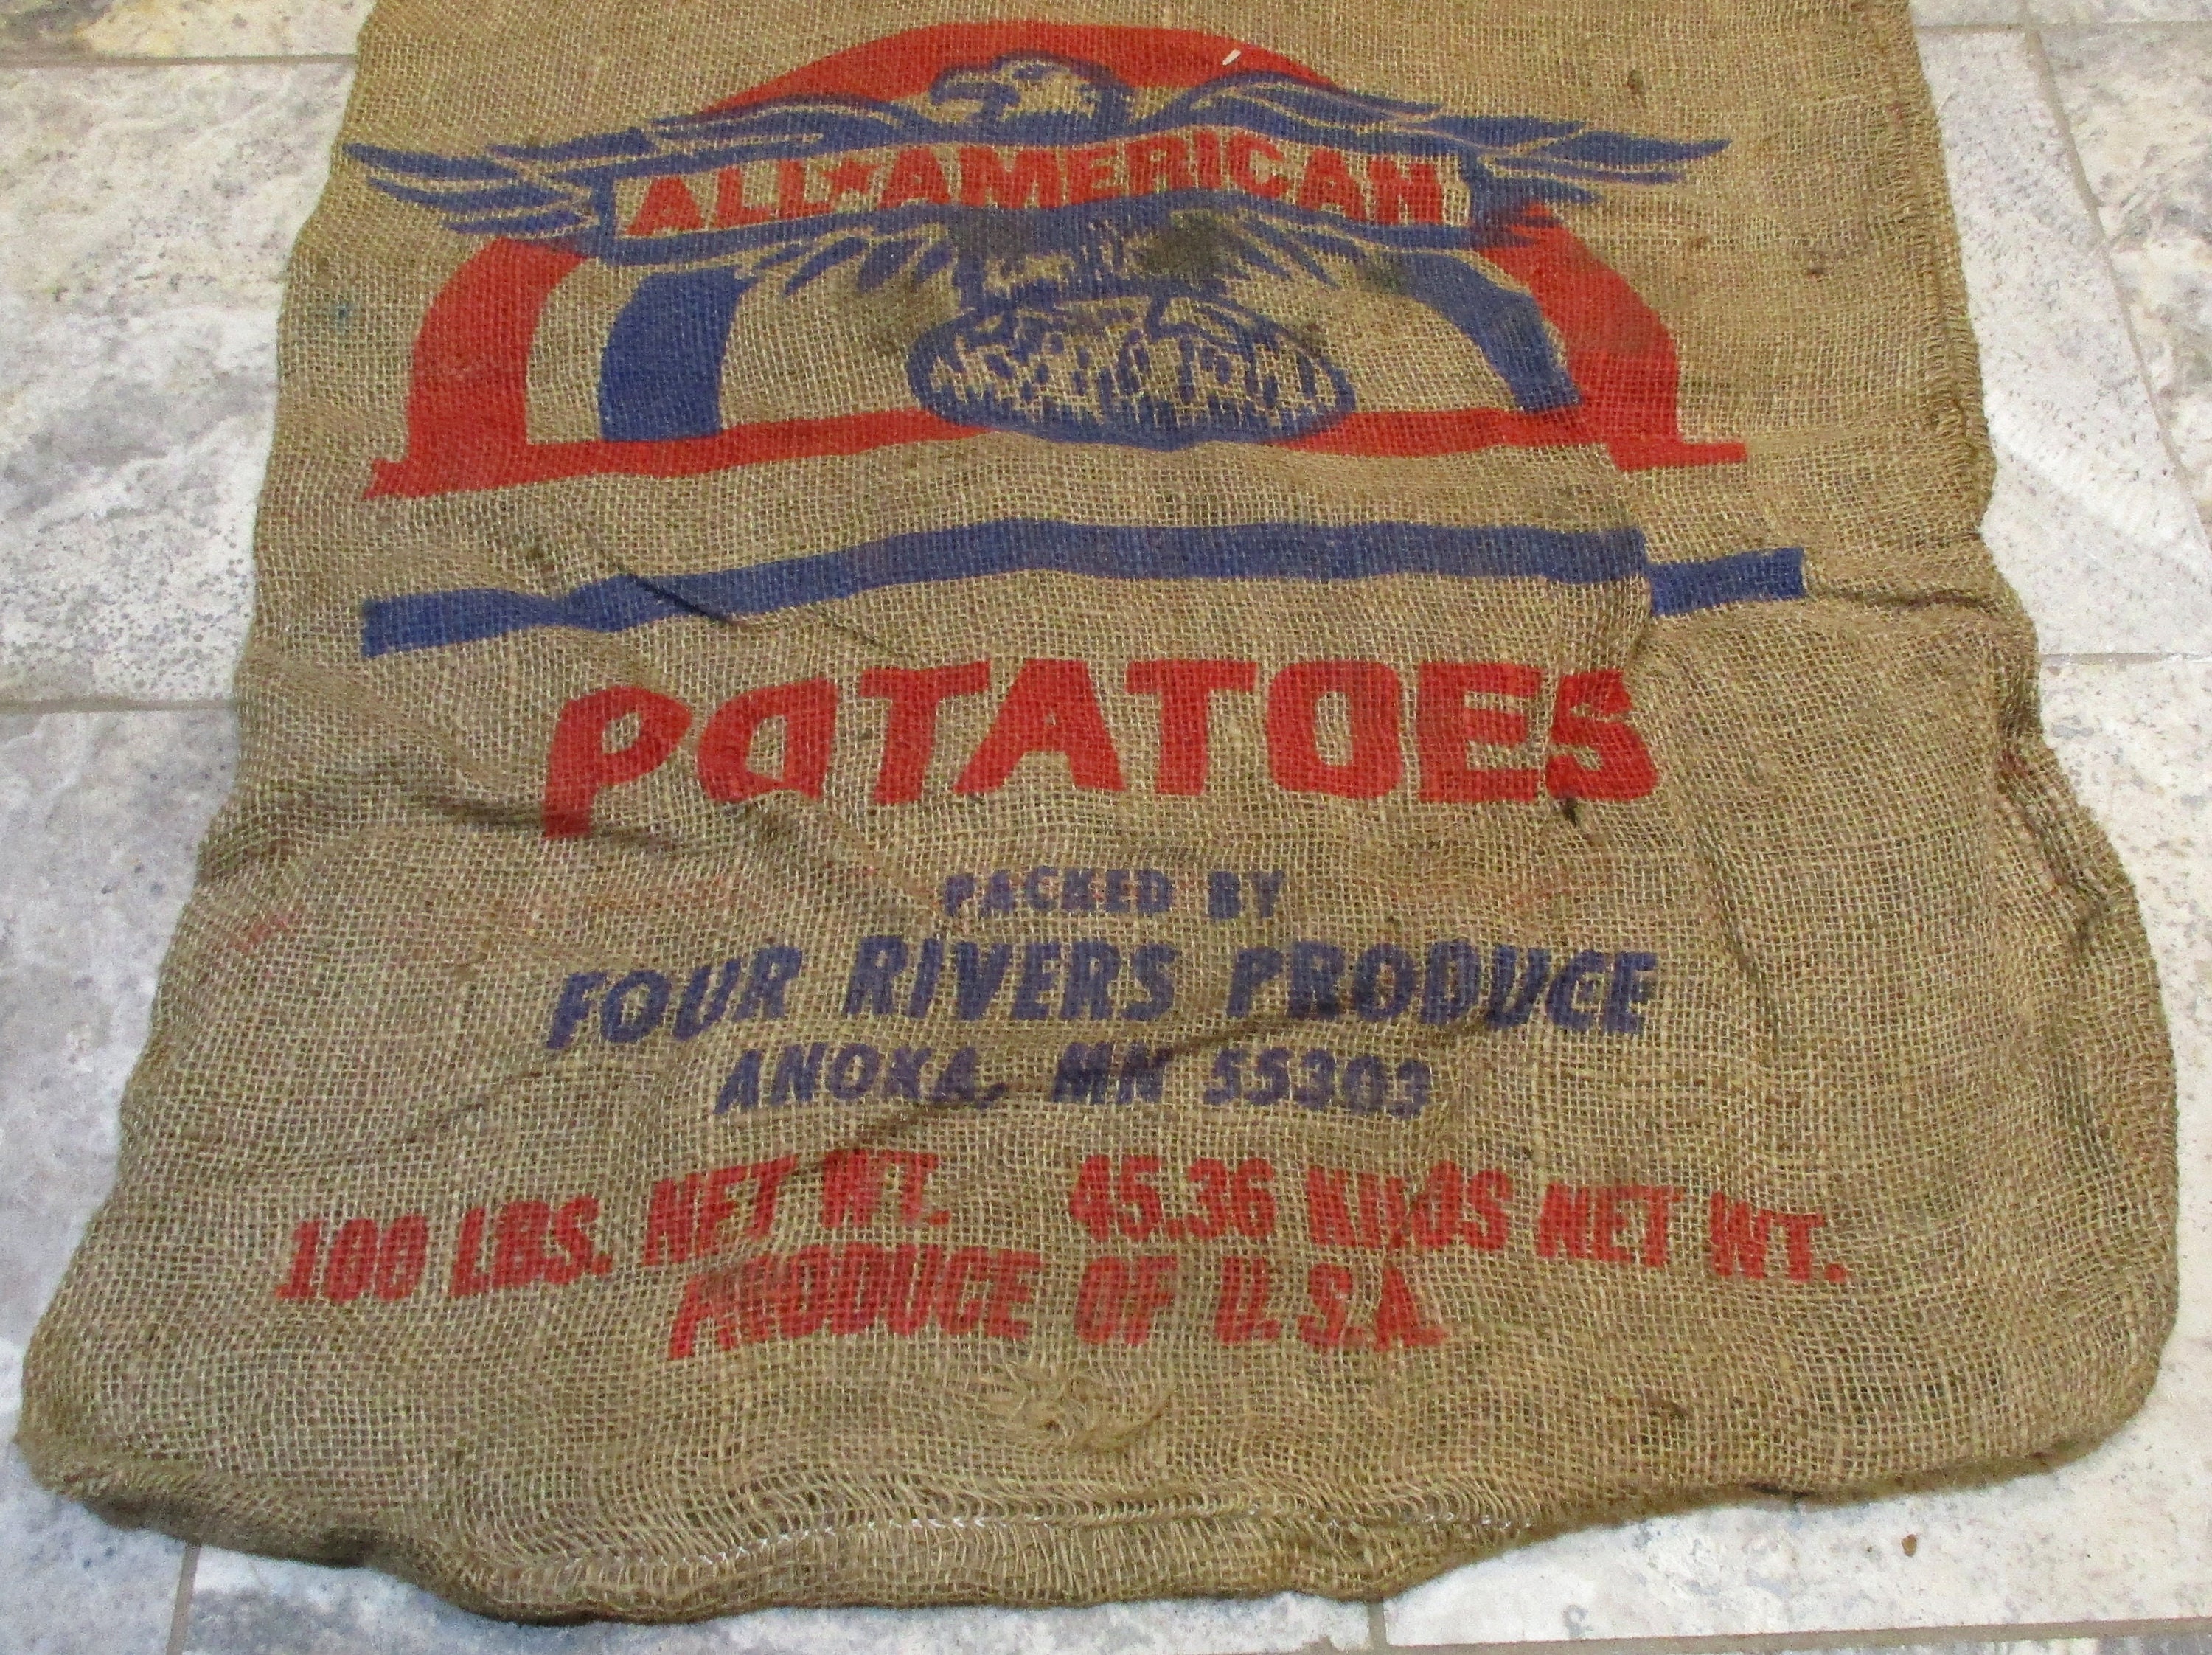 ALL★AMERICAN
POTATOES
PACKED BY
FOUR RIVERS PRODUCE
ANOKA, MN 55303
100 LBS. NET WT. 45.36 KILOS NET WT.
PRODUCE OF U.S.A.